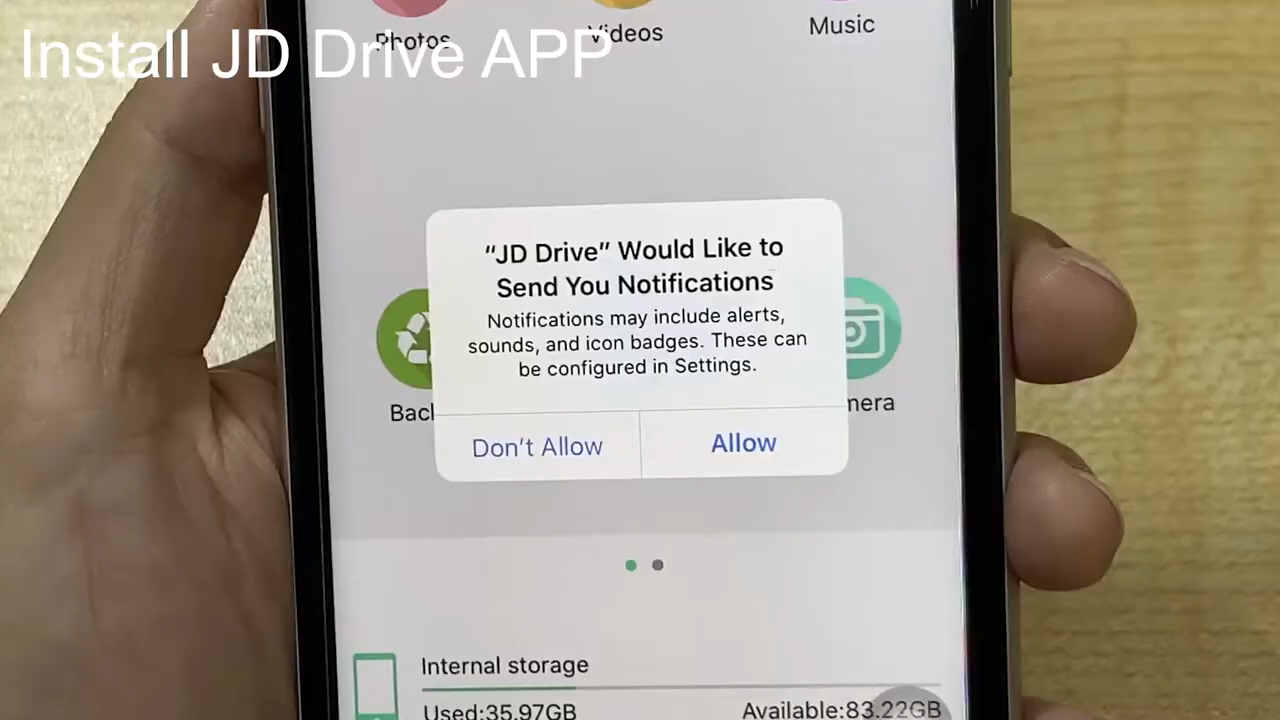 Install JD Drive APP
Photos
Videos
Music
“JD Drive” Would Like to
Send You Notifications
Notifications may include alerts,
sounds, and icon badges. These can
be configured in Settings.
Don’t Allow
Allow
Internal storage
Used:35.97GB
Available:83.22GB